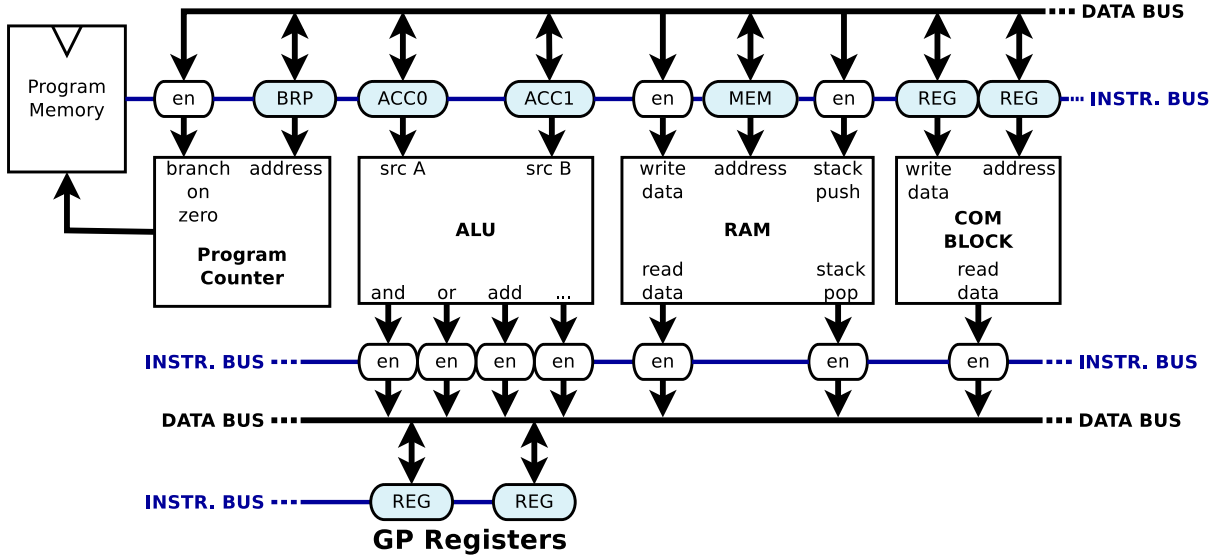 DATA BUS
Program
Memory
en
BRP
ACC0
ACC1
en
MEM
en
REG
REG
INSTR. BUS
branch
on
zero
address
Program
Counter
src A
src B
ALU
and
or
add
...
write
data
address
stack
push
RAM
read
data
stack
pop
write
data
address
COM
BLOCK
read
data
INSTR. BUS
en
en
en
en
en
en
en
INSTR. BUS
DATA BUS
DATA BUS
INSTR. BUS
REG
REG
GP Registers